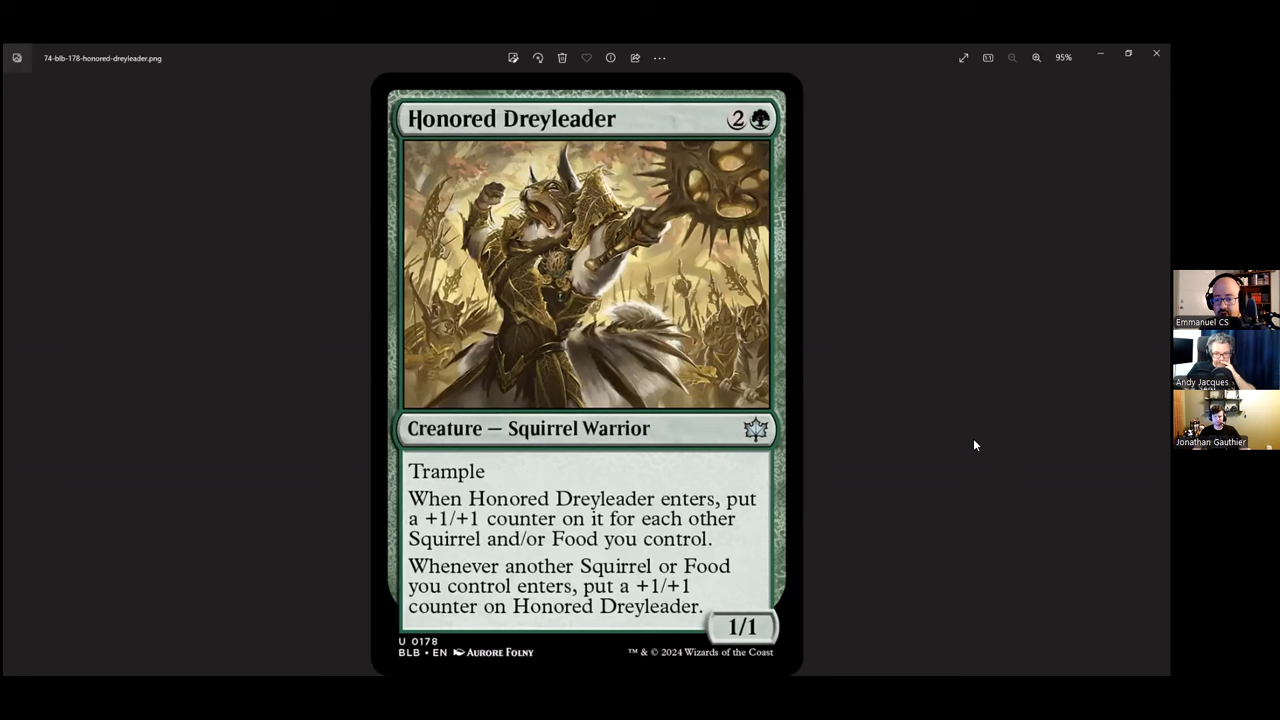 74-blb-178-honored-dreyleader.png
95%
Honored Dreyleader
2
Creature — Squirrel Warrior
Trample
When Honored Dreyleader enters, put
a +1/+1 counter on it for each other
Squirrel and/or Food you control.
Whenever another Squirrel or Food
you control enters, put a +1/+1
counter on Honored Dreyleader.
1/1
U 0178
BLB • EN AURORE FOLNY
™ & © 2024 Wizards of the Coast
Emmanuel CS
Andy Jacques
Jonathan Gauthier